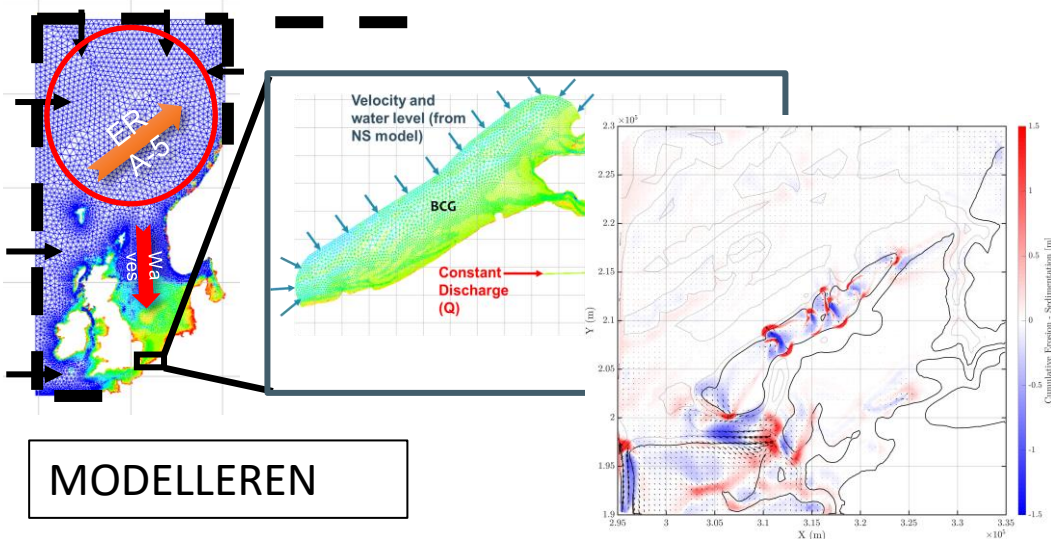 ER
A-5
Wa
ves
Velocity and
water level (from
NS model)
BCG
Constant
Discharge
(Q)
MODELLEREN
×10⁵
2.3
2.25
2.2
2.15
2.1
2.05
2
1.95
1.9
Y (m)
2.95
3
3.05
3.1
3.15
3.2
3.25
3.3
3.35
X (m)
×10⁵
1.5
1
0.5
0
-0.5
-1
-1.5
Cumulative Erosion - Sedimentation [m]